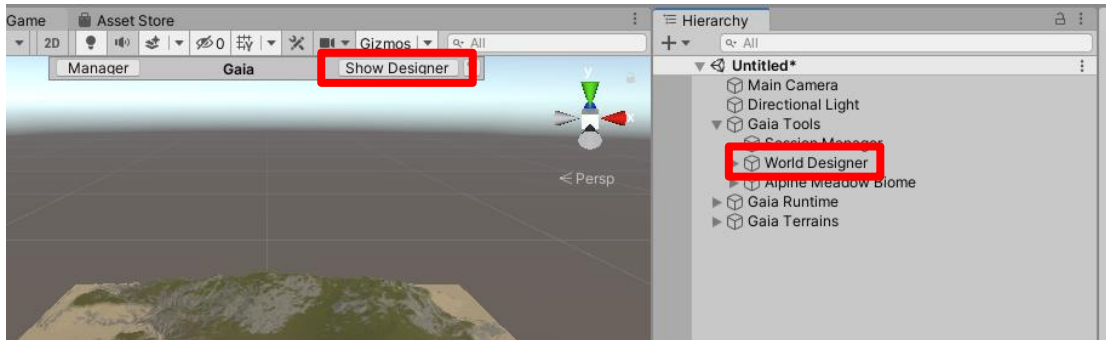 Game Asset Store
2D 0 Gizmos All
Manager Gaia Show Designer
y
x
Persp
Hierarchy
All
Untitled*
Main Camera
Directional Light
Gaia Tools
Session Manager
World Designer
Alpine Meadow Biome
Gaia Runtime
Gaia Terrains